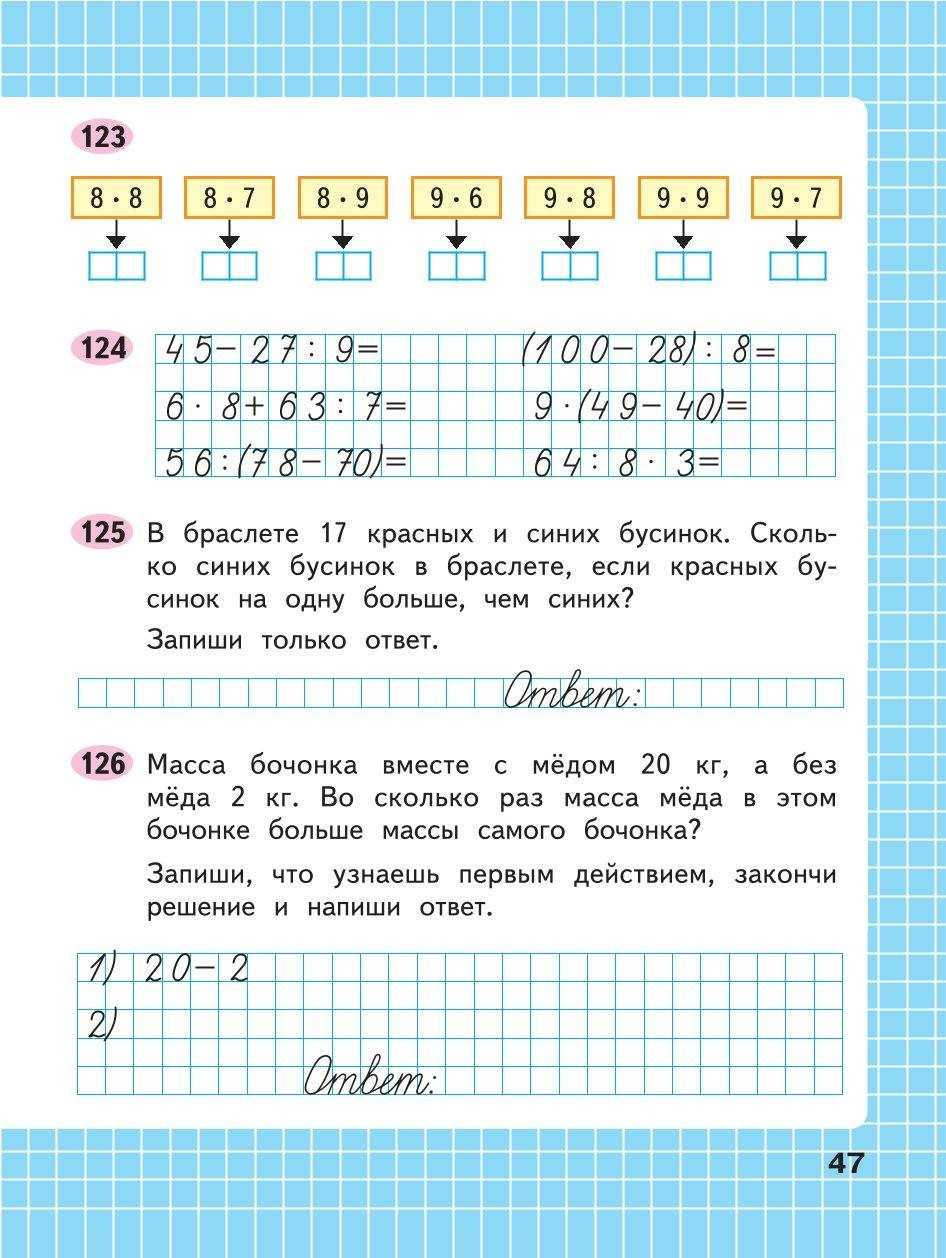 123
8 · 8 8 · 7 8 · 9 9 · 6 9 · 8 9 · 9 9 · 7
124
45 – 27 : 9 = (100 – 28) : 8 =
6 · 8 + 63 : 7 = 9 · (49 – 40) =
56 : (78 – 70) = 64 : 8 · 3 =
125 В браслете 17 красных и синих бусинок. Сколь-
ко синих бусинок в браслете, если красных бу-
синок на одну больше, чем синих?
Запиши только ответ.
Ответ:
126 Масса бочонка вместе с мёдом 20 кг, а без
мёда 2 кг. Во сколько раз масса мёда в этом
бочонке больше массы самого бочонка?
Запиши, что узнаешь первым действием, закончи
решение и напиши ответ.
1) 20 – 2
2)
Ответ:
47